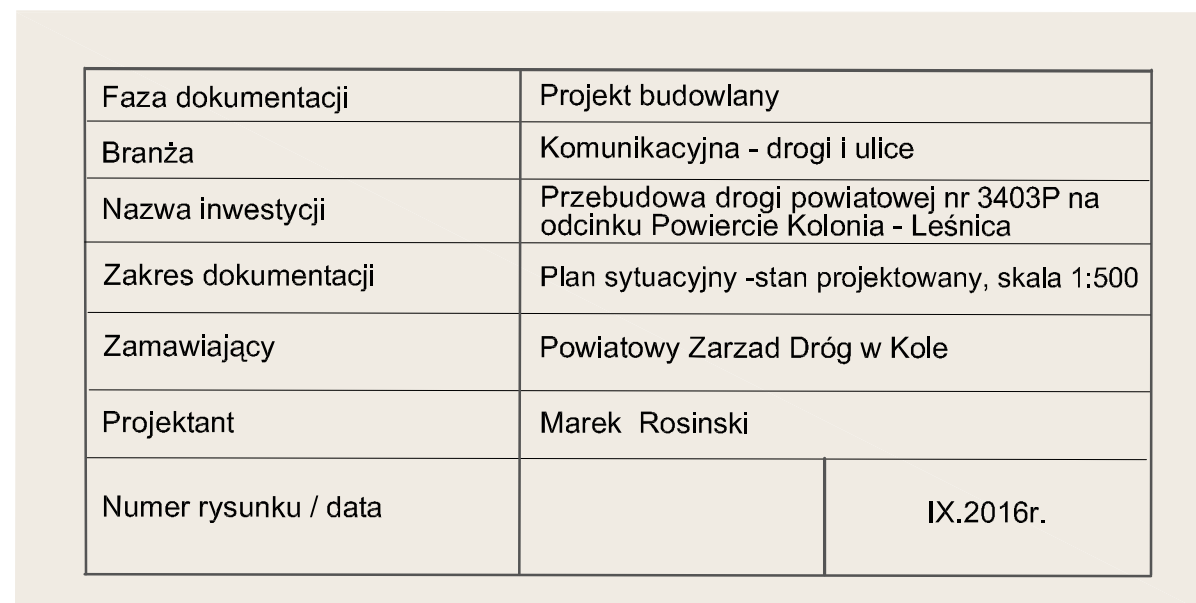 Faza dokumentacji
Projekt budowlany
Branża
Komunikacyjna - drogi i ulice
Nazwa inwestycji
Przebudowa drogi powiatowej nr 3403P na
odcinku Powiercie Kolonia - Leśnica
Zakres dokumentacji
Plan sytuacyjny -stan projektowany, skala 1:500
Zamawiający
Powiatowy Zarzad Dróg w Kole
Projektant
Marek Rosinski
Numer rysunku / data
IX.2016r.